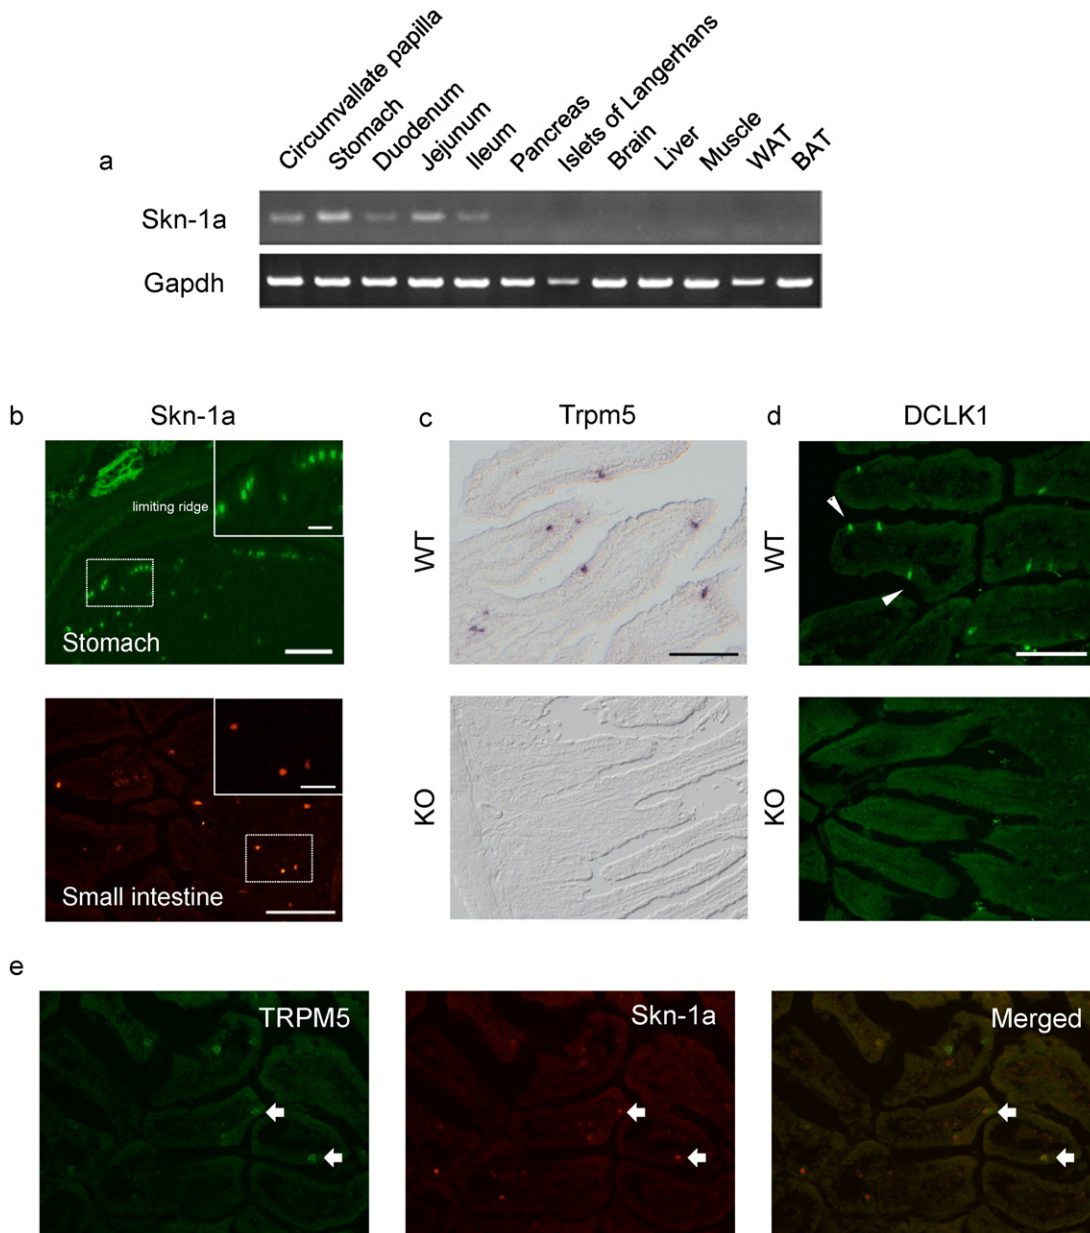 a
Circumvallate papilla
Stomach
Duodenum
Jejunum
Ileum
Pancreas
Islets of Langerhans
Brain
Liver
Muscle
WAT
BAT
Skn-1a
Gapdh
b
Skn-1a
limiting ridge
Stomach
Small intestine
c
Trpm5
WT
KO
d
DCLK1
WT
KO
e
TRPM5
Skn-1a
Merged